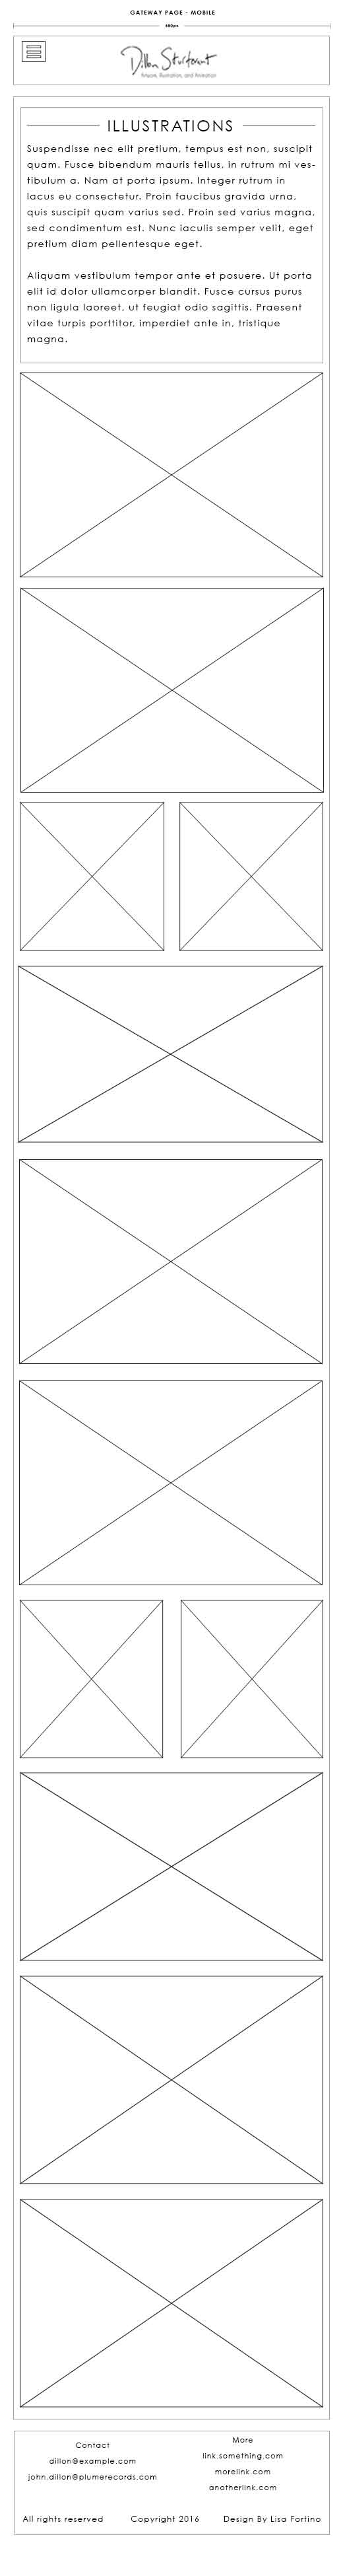 GATEWAY PAGE - MOBILE
480px
Dillon Sturtevant
Artwork, Illustration, and Animation
ILLUSTRATIONS
Suspendisse nec elit pretium, tempus est non, suscipit
quam. Fusce bibendum mauris tellus, in rutrum mi ves-
tibulum a. Nam at porta ipsum. Integer rutrum in
lacus eu consectetur. Proin faucibus gravida urna,
quis suscipit quam varius sed. Proin sed varius magna,
sed condimentum est. Nunc iaculis semper velit, eget
pretium diam pellentesque eget.
Aliquam vestibulum tempor ante et posuere. Ut porta
elit id dolor ullamcorper blandit. Fusce cursus purus
non ligula laoreet, ut feugiat odio sagittis. Praesent
vitae turpis porttitor, imperdiet ante in, tristique
magna.
Contact
dillon@example.com
john.dillon@plumerecords.com
More
link.something.com
morelink.com
anotherlink.com
All rights reserved Copyright 2016 Design By Lisa Fortino